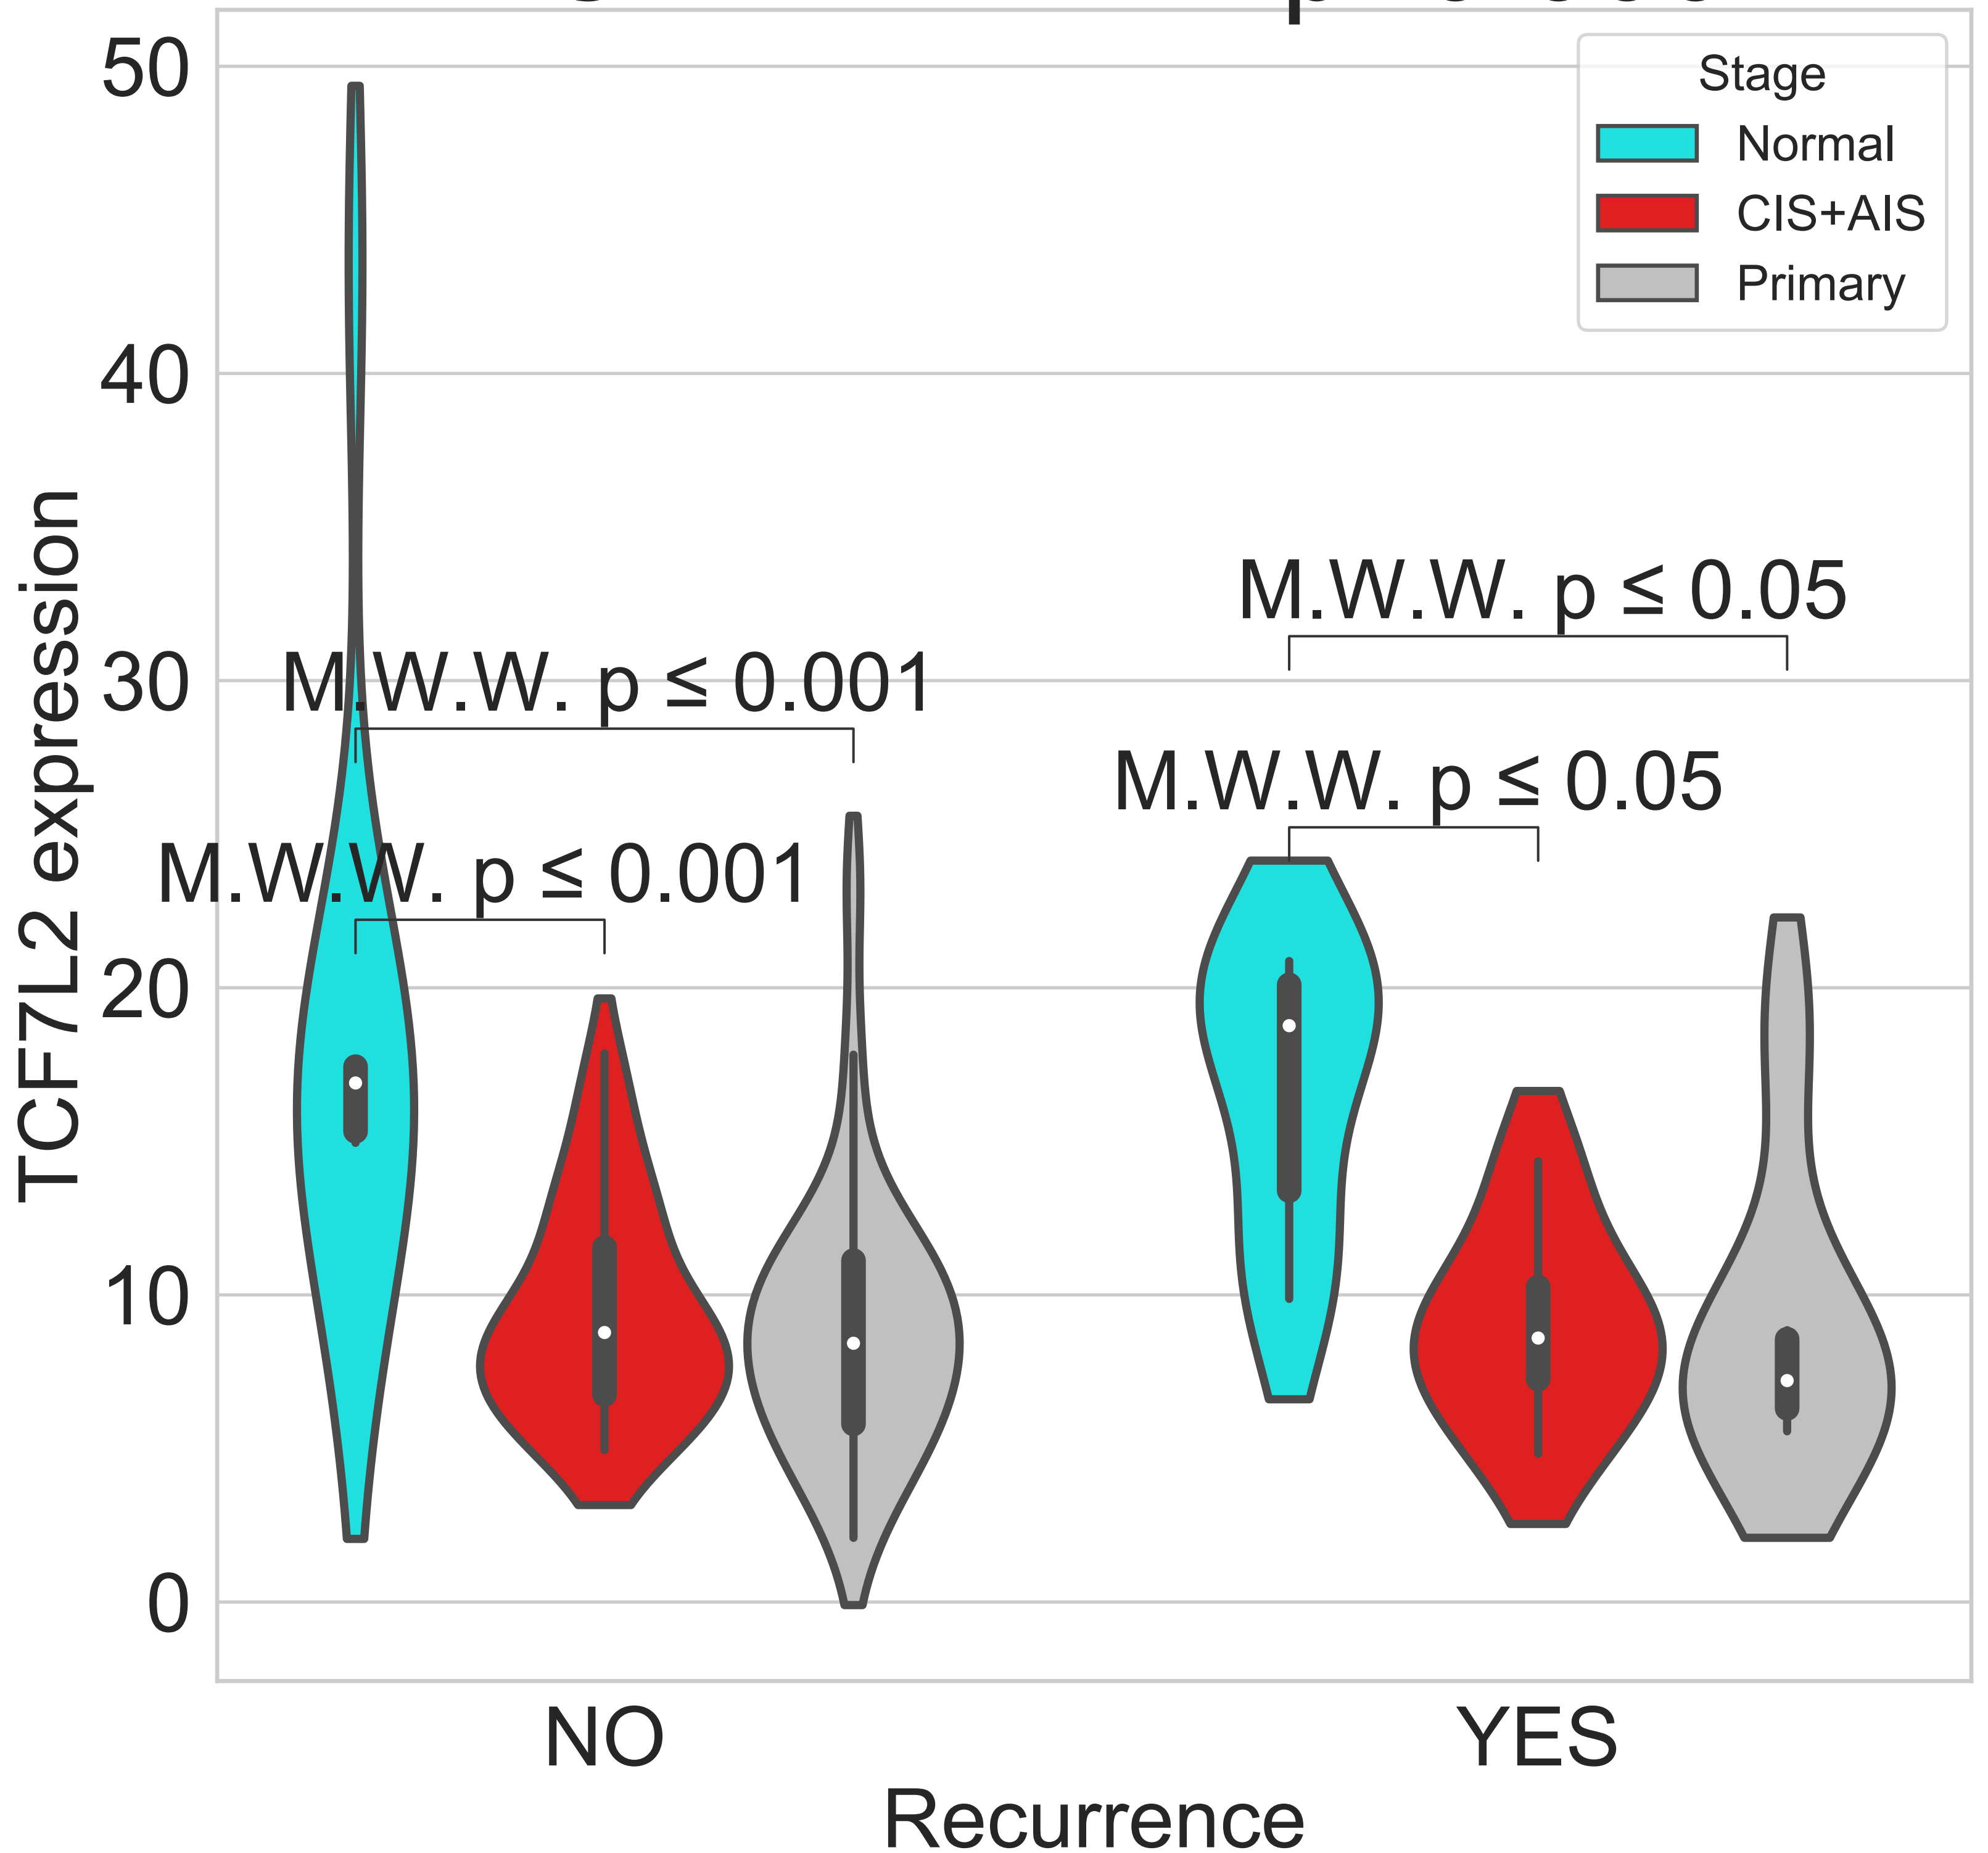 50
40
30
20
10
0
TCF7L2 expression
Stage
Normal
CIS+AIS
Primary
M.W.W. p ≤ 0.05
M.W.W. p ≤ 0.001
M.W.W. p ≤ 0.05
M.W.W. p ≤ 0.001
NO
YES
Recurrence